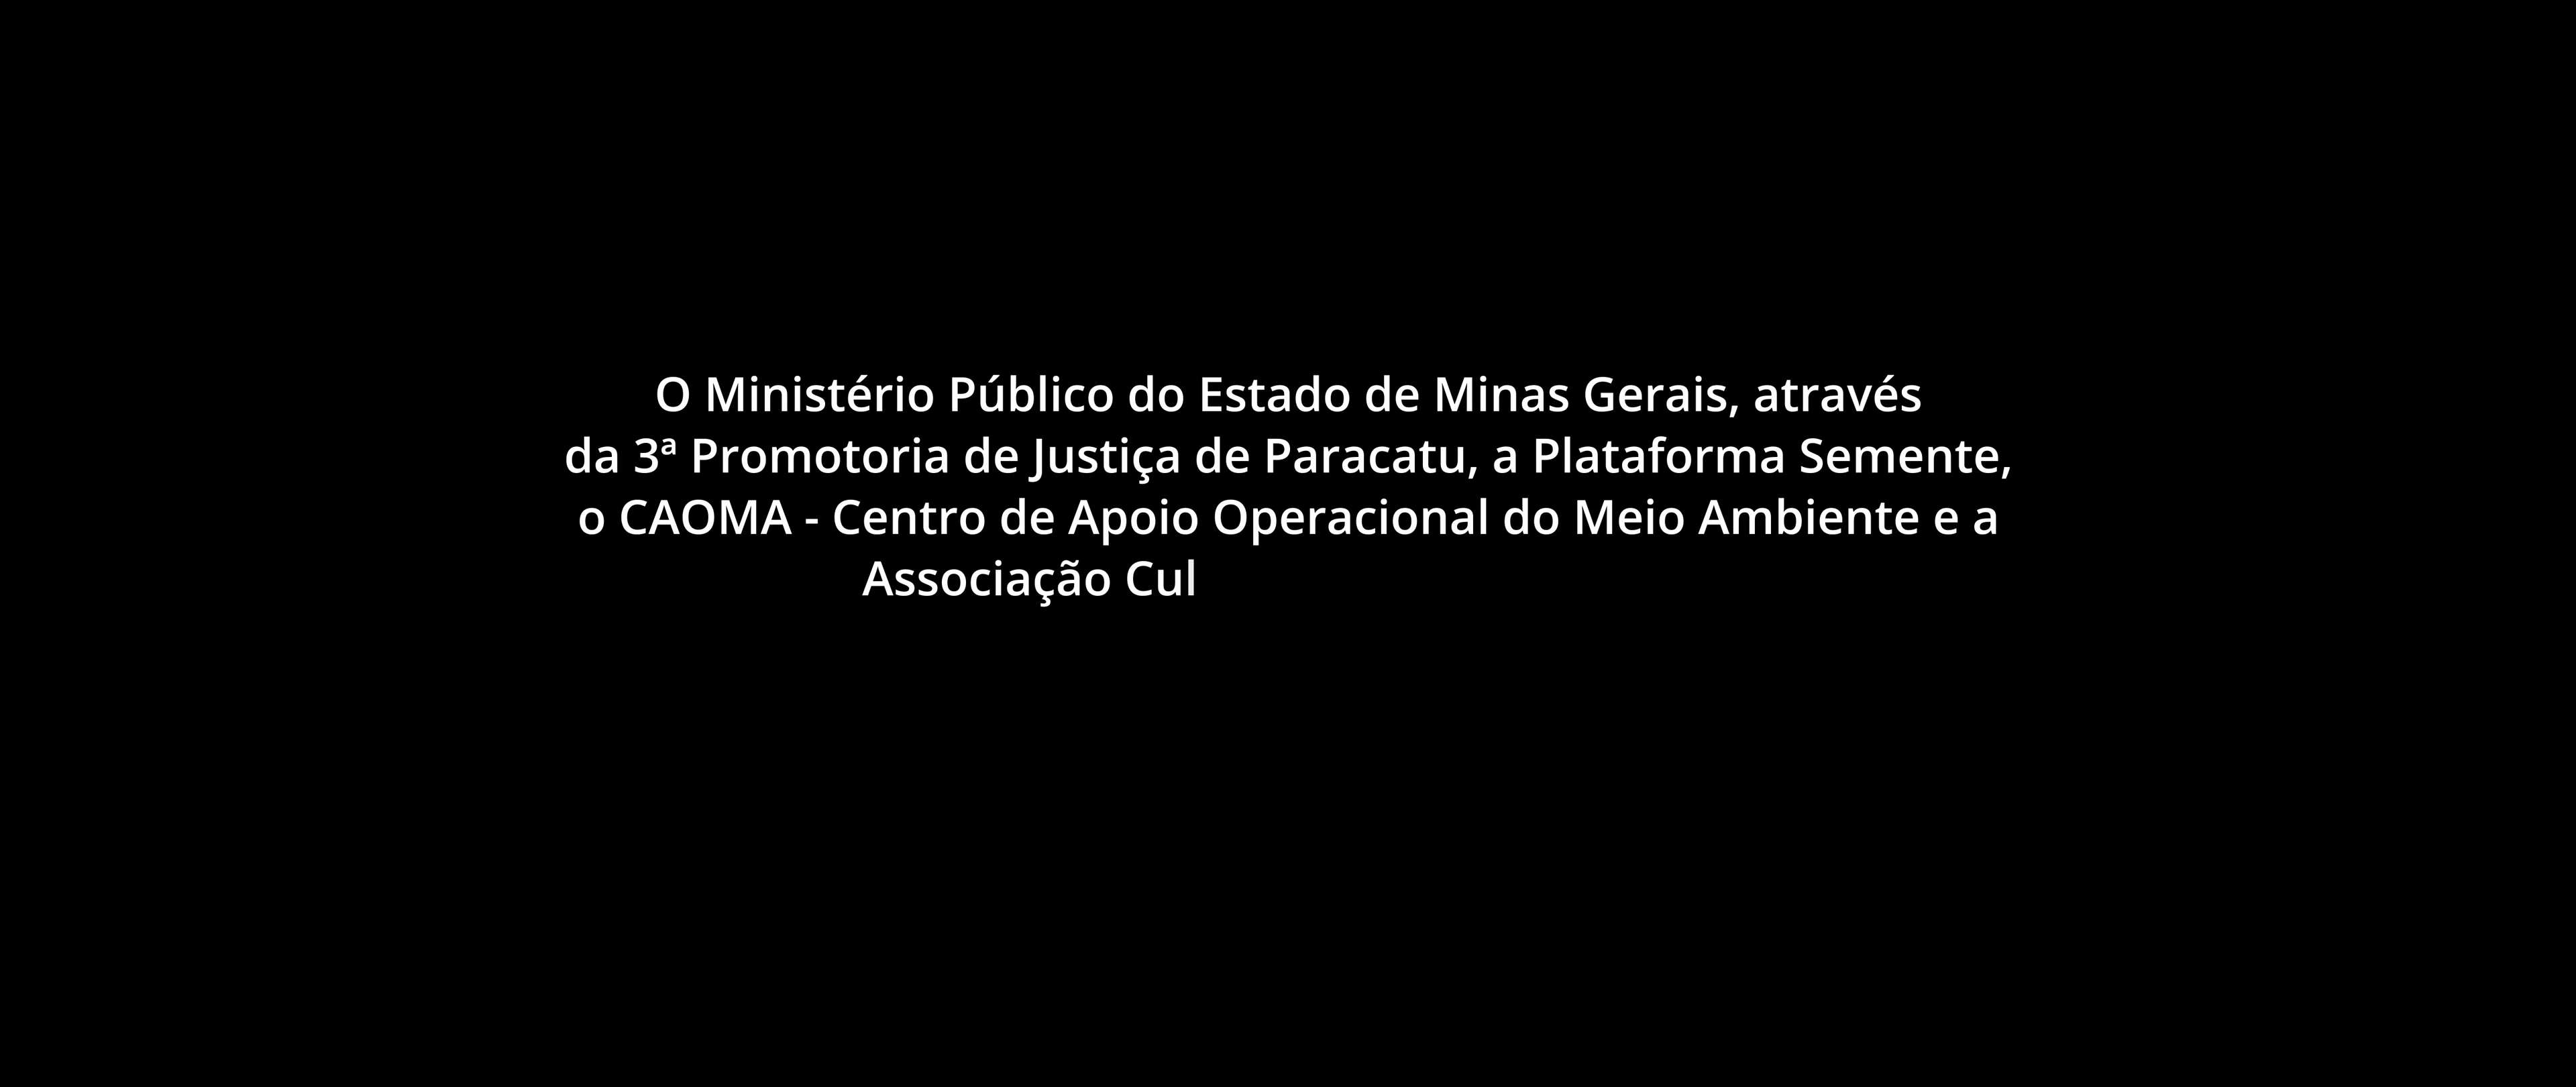 O Ministério Público do Estado de Minas Gerais, através
da 3ª Promotoria de Justiça de Paracatu, a Plataforma Semente,
o CAOMA - Centro de Apoio Operacional do Meio Ambiente e a
Associação Cul